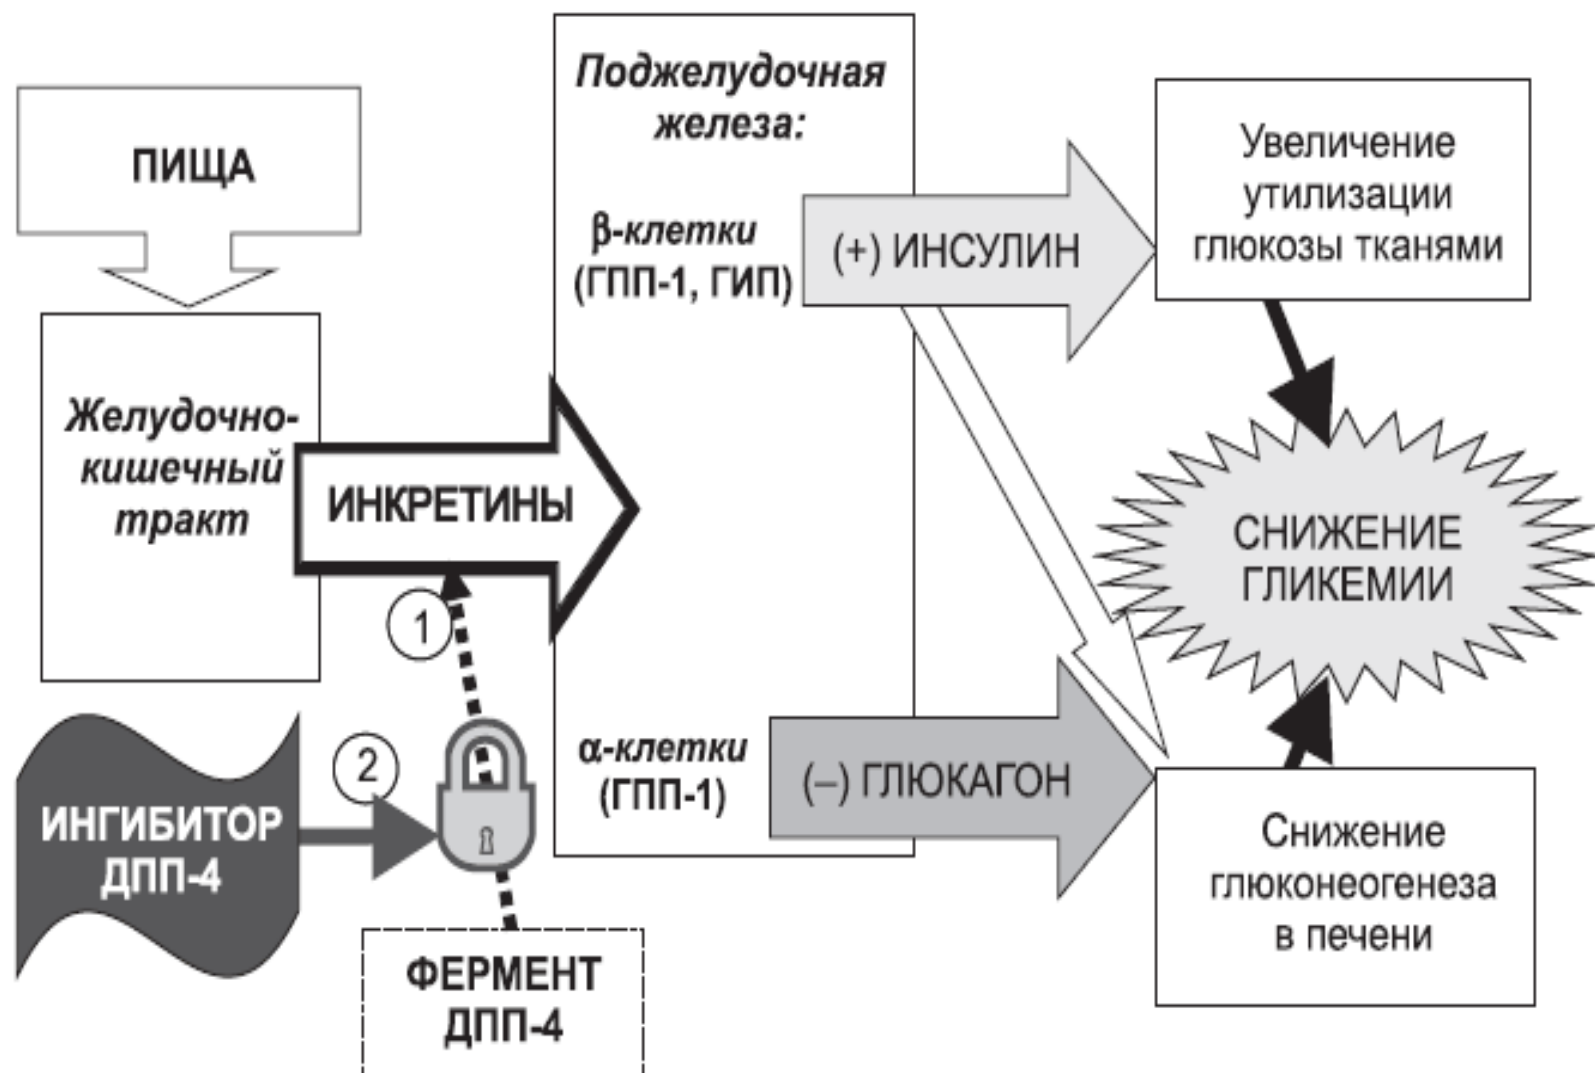 ПИЩА
Желудочно-
кишечный
тракт
ИНКРЕТИНЫ
1
2
ИНГИБИТОР
ДПП-4
ФЕРМЕНТ
ДПП-4
Поджелудочная
железа:
β-клетки
(ГПП-1, ГИП)
(+) ИНСУЛИН
α-клетки
(ГПП-1)
(–) ГЛЮКАГОН
Увеличение
утилизации
глюкозы тканями
СНИЖЕНИЕ
ГЛИКЕМИИ
Снижение
глюконеогенеза
в печени